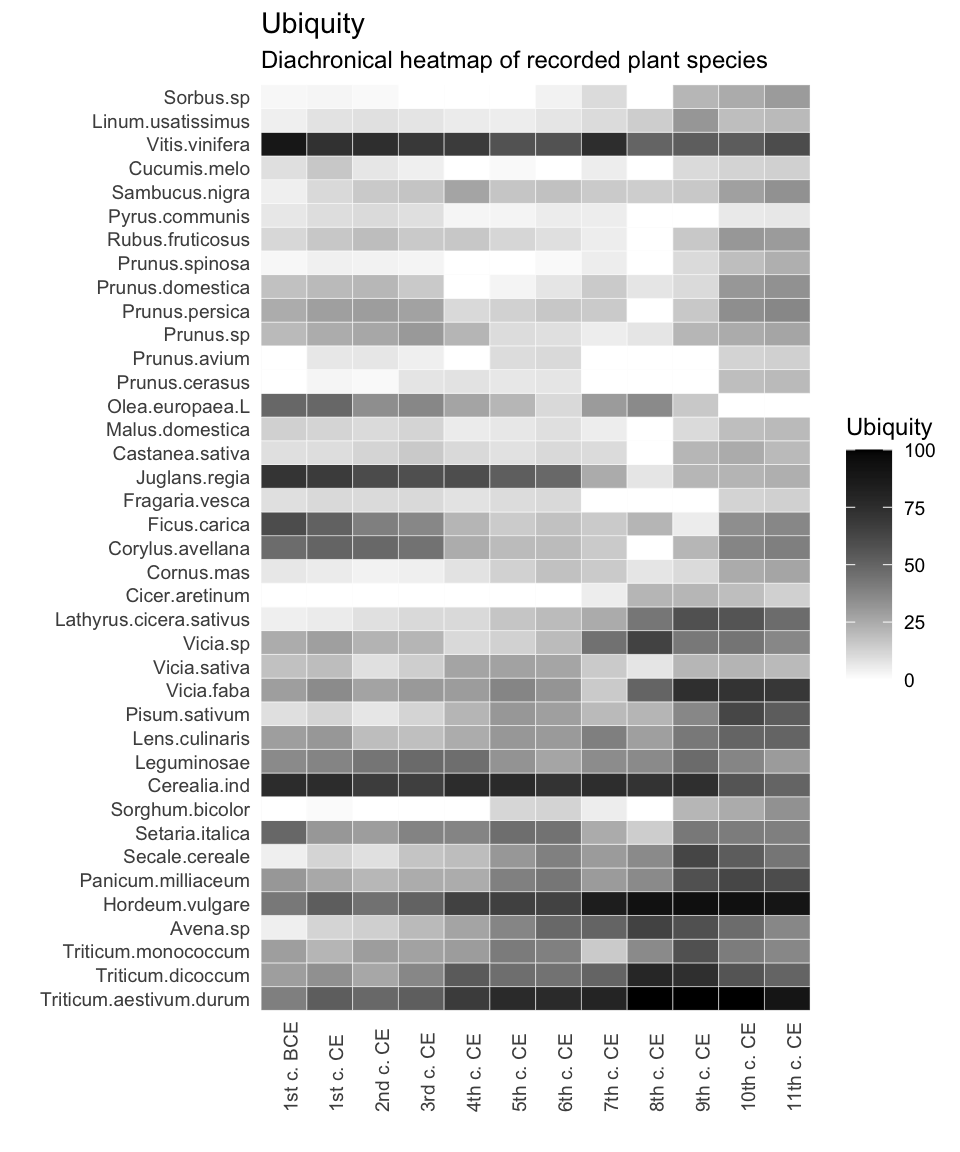 Ubiquity
Diachronical heatmap of recorded plant species
Sorbus.sp
Linum.usatissimus
Vitis.vinifera
Cucumis.melo
Sambucus.nigra
Pyrus.communis
Rubus.fruticosus
Prunus.spinosa
Prunus.domestica
Prunus.persica
Prunus.sp
Prunus.avium
Prunus.cerasus
Olea.europaea.L
Malus.domestica
Castanea.sativa
Juglans.regia
Fragaria.vesca
Ficus.carica
Corylus.avellana
Cornus.mas
Cicer.aretinum
Lathyrus.cicera.sativus
Vicia.sp
Vicia.sativa
Vicia.faba
Pisum.sativum
Lens.culinaris
Leguminosae
Cerealia.ind
Sorghum.bicolor
Setaria.italica
Secale.cereale
Panicum.milliaceum
Hordeum.vulgare
Avena.sp
Triticum.monococcum
Triticum.dicoccum
Triticum.aestivum.durum
1st c. BCE
1st c. CE
2nd c. CE
3rd c. CE
4th c. CE
5th c. CE
6th c. CE
7th c. CE
8th c. CE
9th c. CE
10th c. CE
11th c. CE
Ubiquity
100
75
50
25
0